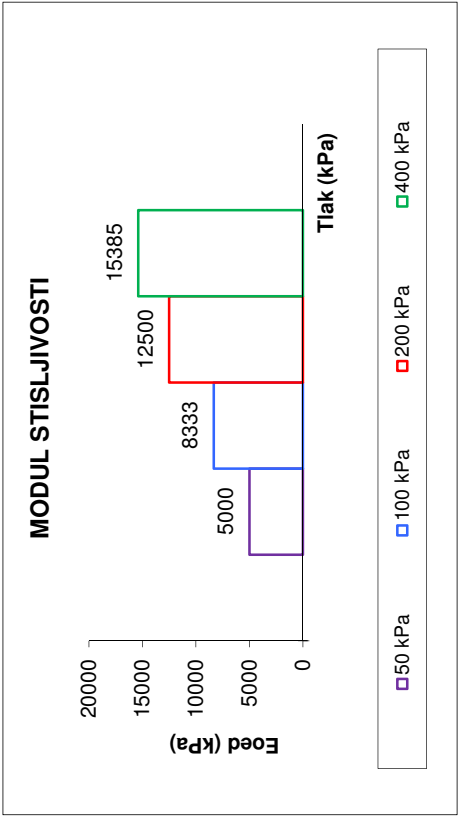 MODUL STISLJIVOSTI
20000
15000
10000
5000
0
Eoed (kPa)
5000
8333
12500
15385
Tlak (kPa)
50 kPa
100 kPa
200 kPa
400 kPa